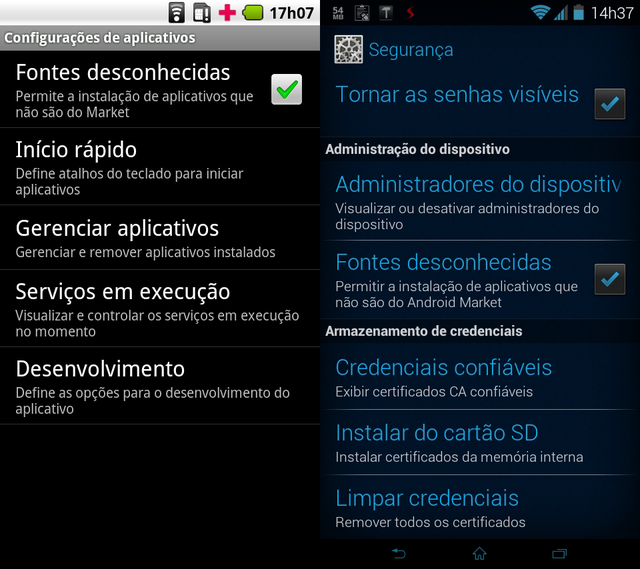 17h07
Configurações de aplicativos
Fontes desconhecidas
Permite a instalação de aplicativos que
não são do Market
Início rápido
Define atalhos do teclado para iniciar
aplicativos
Gerenciar aplicativos
Gerenciar e remover aplicativos instalados
Serviços em execução
Visualizar e controlar os serviços em execução
no momento
Desenvolvimento
Define as opções para o desenvolvimento do
aplicativo
54
MB
14h37
Segurança
Tornar as senhas visíveis
Administração do dispositivo
Administradores do dispositiv
Visualizar ou desativar administradores do
dispositivo
Fontes desconhecidas
Permitir a instalação de aplicativos que
não são do Android Market
Armazenamento de credenciais
Credenciais confiáveis
Exibir certificados CA confiáveis
Instalar do cartão SD
Instalar certificados da memória interna
Limpar credenciais
Remover todos os certificados